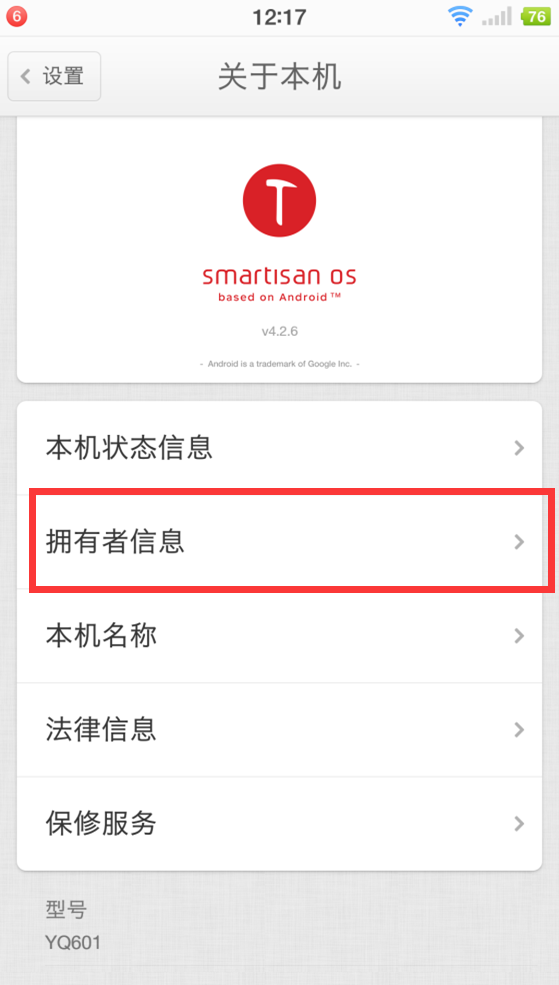 6
12:17
76
设置
关于本机
smartisan os
based on Android™
v4.2.6
- Android is a trademark of Google Inc. -
本机状态信息
拥有者信息
本机名称
法律信息
保修服务
型号
YQ601